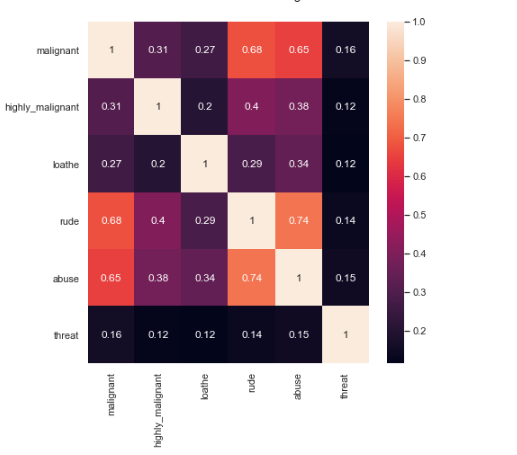 malignant 1 0.31 0.27 0.68 0.65 0.16
highly_malignant 0.31 1 0.2 0.4 0.38 0.12
loathe 0.27 0.2 1 0.29 0.34 0.12
rude 0.68 0.4 0.29 1 0.74 0.14
abuse 0.65 0.38 0.34 0.74 1 0.15
threat 0.16 0.12 0.12 0.14 0.15 1
malignant
highly_malignant
loathe
rude
abuse
threat
1.0
0.9
0.8
0.7
0.6
0.5
0.4
0.3
0.2